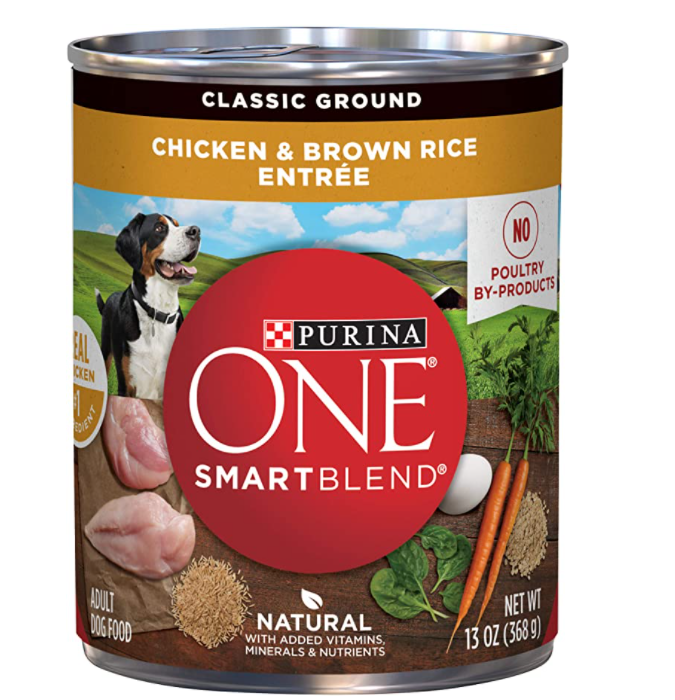 CLASSIC GROUND
CHICKEN & BROWN RICE
ENTRÉE
NO
POULTRY
BY-PRODUCTS
PURINA
ONE®
SMARTBLEND®
#1
NATURAL
WITH ADDED VITAMINS,
MINERALS & NUTRIENTS
ADULT
DOG FOOD
NET WT
13 OZ (368 g)